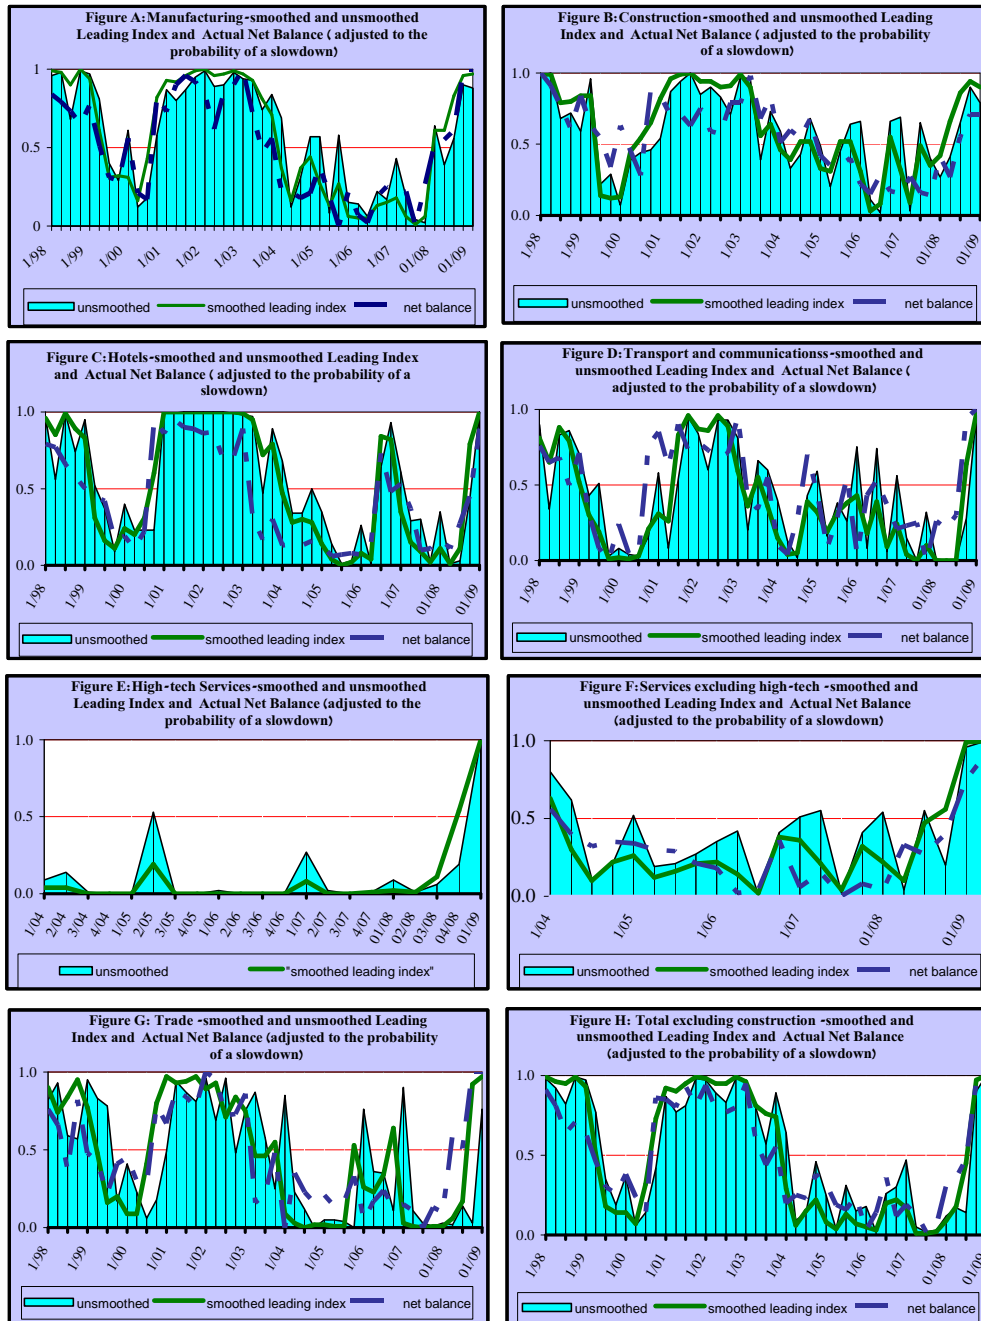 Figure A:Manufacturing-smoothed and unsmoothed
Leading Index and Actual Net Balance ( adjusted to the
probability of a slowdown)
1
0.5
0
1/98
1/99
1/00
1/01
1/02
1/03
1/04
1/05
1/06
1/07
01/08
01/09
unsmoothed
smoothed leading index
net balance
Figure B:Construction-smoothed and unsmoothed Leading
Index and Actual Net Balance ( adjusted to the probability
of a slowdown)
1.0
0.5
0.0
1/98
1/99
1/00
1/01
1/02
1/03
1/04
1/05
1/06
1/07
01/08
01/09
unsmoothed
smoothed leading index
net balance
Figure C:Hotels-smoothed and unsmoothed Leading Index
and Actual Net Balance ( adjusted to the probability of a
slowdown)
1.0
0.5
0.0
1/98
1/99
1/00
1/01
1/02
1/03
1/04
1/05
1/06
1/07
01/08
01/09
unsmoothed
smoothed leading index
net balance
Figure D:Transport and communicationss-smoothed and
unsmoothed Leading Index and Actual Net Balance (
adjusted to the probability of a slowdown)
1.0
0.5
0.0
1/98
1/99
1/00
1/01
1/02
1/03
1/04
1/05
1/06
1/07
01/08
01/09
unsmoothed
smoothed leading index
net balance
Figure E:High-tech Services-smoothed and unsmoothed
Leading Index and Actual Net Balance (adjusted to the
probability of a slowdown)
1.0
0.5
0.0
1/04
2/04
3/04
4/04
1/05
2/05
3/05
4/05
1/06
2/06
3/06
4/06
1/07
2/07
3/07
4/07
01/08
02/08
03/08
04/08
01/09
unsmoothed
"smoothed leading index"
Figure F:Services excluding high-tech -smoothed and
unsmoothed Leading Index and Actual Net Balance
(adjusted to the probability of a slowdown)
1.0
0.5
0.0
1/04
1/05
1/06
1/07
01/08
01/09
unsmoothed
smoothed leading index
net balance
Figure G: Trade -smoothed and unsmoothed Leading
Index and Actual Net Balance (adjusted to the probability
of a slowdown)
1.0
0.5
0.0
1/98
1/99
1/00
1/01
1/02
1/03
1/04
1/05
1/06
1/07
01/08
01/09
unsmoothed
smoothed leading index
net balance
Figure H: Total excluding construction -smoothed and
unsmoothed Leading Index and Actual Net Balance
(adjusted to the probability of a slowdown)
1.0
0.5
0.0
1/98
1/99
1/00
1/01
1/02
1/03
1/04
1/05
1/06
1/07
01/08
01/09
unsmoothed
smoothed leading index
net balance